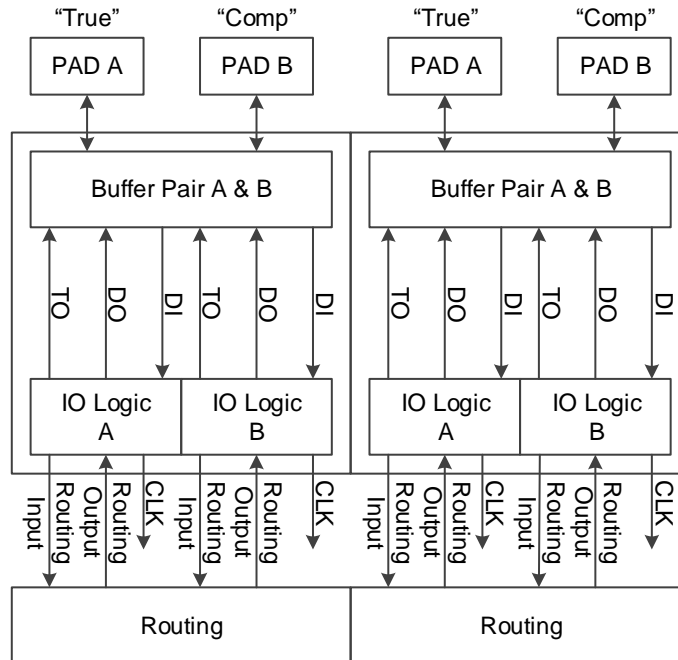 “True” “Comp” “True” “Comp”
PAD A PAD B PAD A PAD B
Buffer Pair A & B Buffer Pair A & B
TO DO DI TO DO DI TO DO DI TO DO DI
IO Logic A IO Logic B IO Logic A IO Logic B
Routing Input Routing Output CLK Routing Input Routing Output CLK Routing Input Routing Output CLK Routing Input Routing Output CLK
Routing Routing